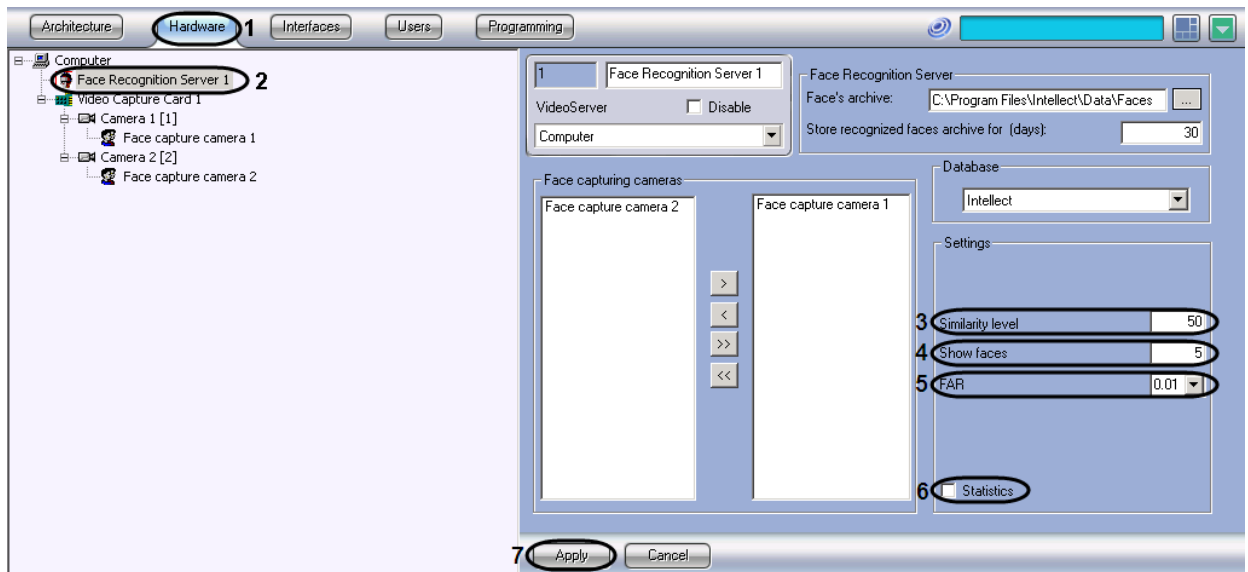 Architecture Hardware 1 Interfaces Users Programming
Computer
Face Recognition Server 1 2
Video Capture Card 1
Camera 1 [1]
Face capture camera 1
Camera 2 [2]
Face capture camera 2
1 Face Recognition Server 1
VideoServer Disable
Computer
Face Recognition Server
Face's archive: C:\Program Files\Intellect\Data\Faces ...
Store recognized faces archive for (days): 30
Face capturing cameras
Face capture camera 2 Face capture camera 1
>
<
>>
<<
Database
Intellect
Settings
3 Similarity level 50
4 Show faces 5
5 FAR 0.01
6 Statistics
7 Apply Cancel